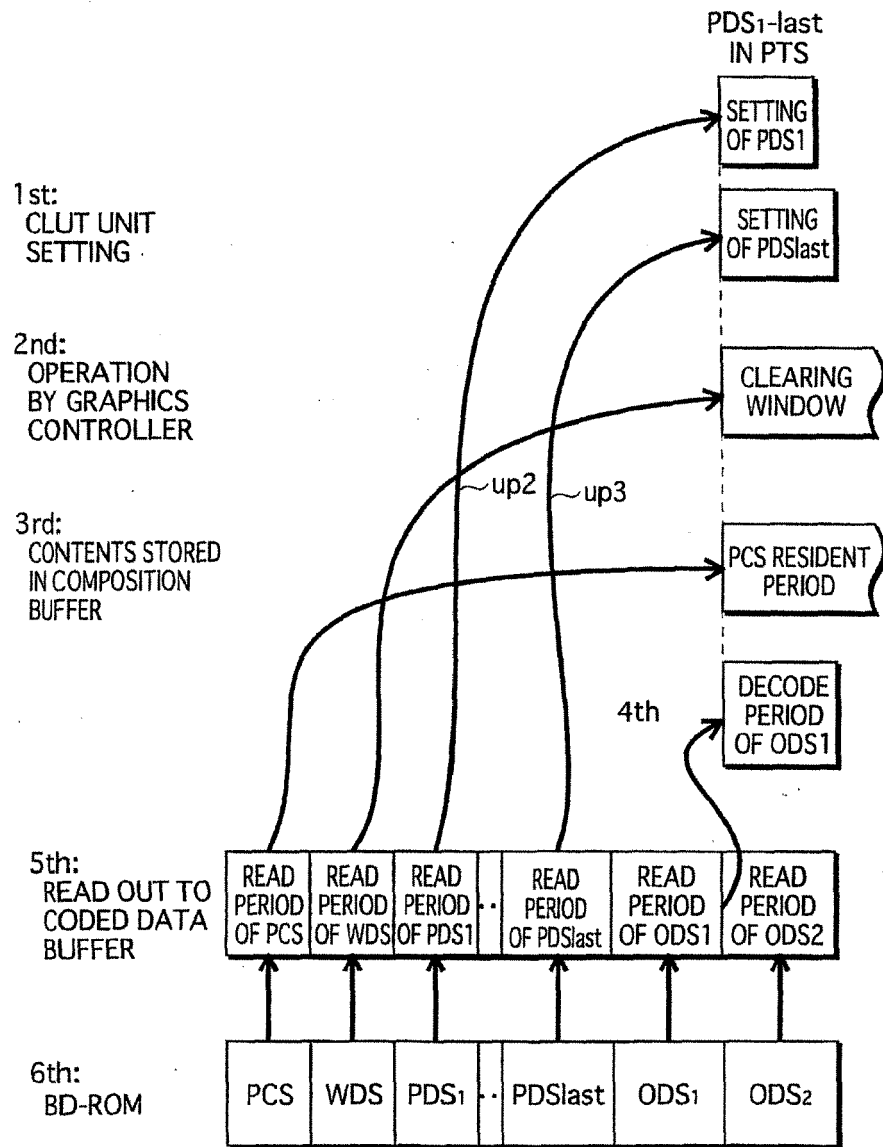 PDS1-last
IN PTS
SETTING
OF PDS1
1st:
CLUT UNIT
SETTING
SETTING
OF PDSlast
2nd:
OPERATION
BY GRAPHICS
CONTROLLER
CLEARING
WINDOW
up2
up3
3rd:
CONTENTS STORED
IN COMPOSITION
BUFFER
PCS RESIDENT
PERIOD
4th
DECODE
PERIOD
OF ODS1
5th:
READ OUT TO
CODED DATA
BUFFER
READ
PERIOD
OF PCS
READ
PERIOD
OF WDS
READ
PERIOD
OF PDS1
··
READ
PERIOD
OF PDSlast
READ
PERIOD
OF ODS1
READ
PERIOD
OF ODS2
6th:
BD-ROM
PCS
WDS
PDS1
··
PDSlast
ODS1
ODS2